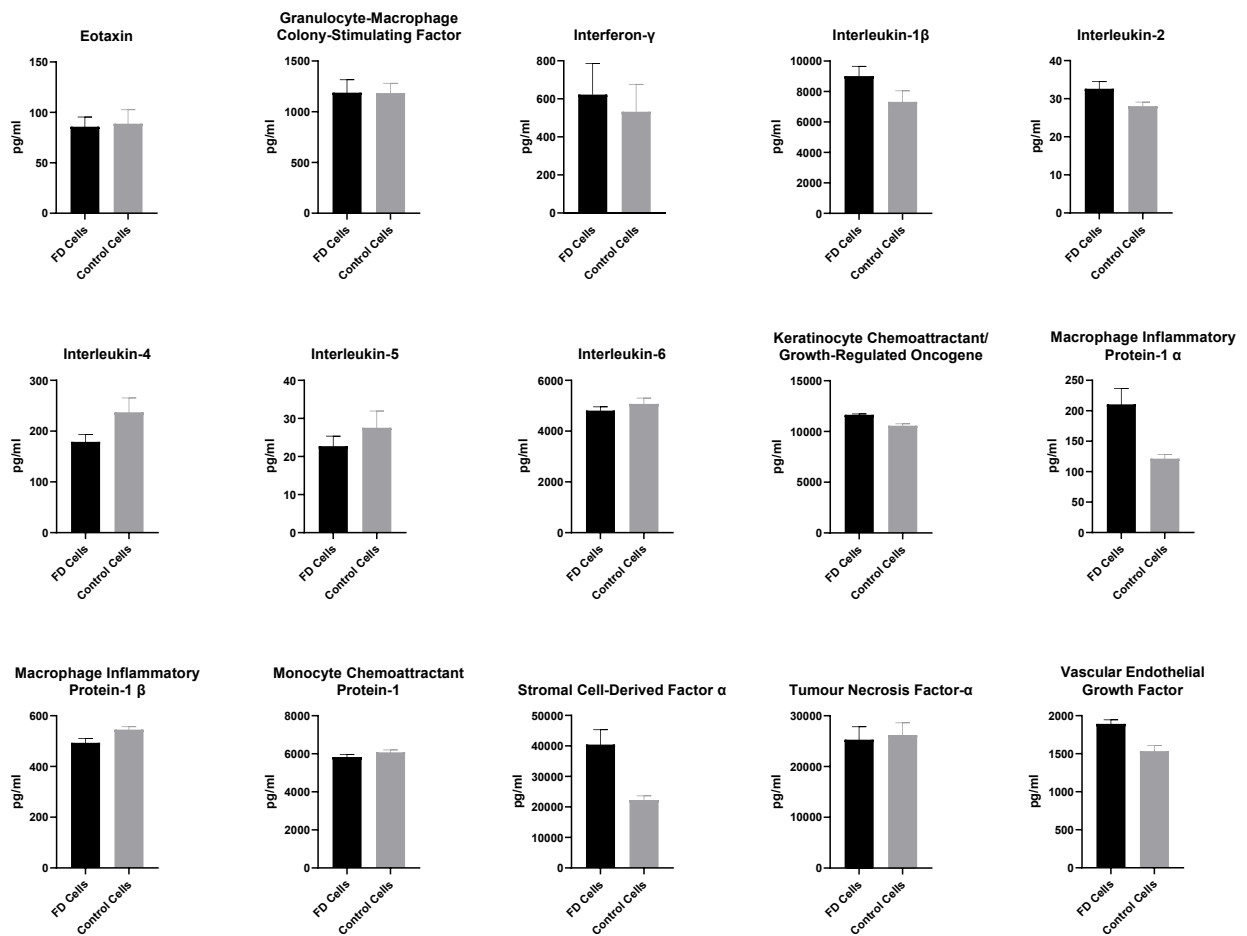 Eotaxin
150
100
50
0
pg/ml
FD Cells
Control Cells
Granulocyte-Macrophage
Colony-Stimulating Factor
1500
1000
500
0
pg/ml
FD Cells
Control Cells
Interferon-γ
800
600
400
200
0
pg/ml
FD Cells
Control Cells
Interleukin-1β
10000
8000
6000
4000
2000
0
pg/ml
FD Cells
Control Cells
Interleukin-2
40
30
20
10
0
pg/ml
FD Cells
Control Cells
Interleukin-4
300
200
100
0
pg/ml
FD Cells
Control Cells
Interleukin-5
40
30
20
10
0
pg/ml
FD Cells
Control Cells
Interleukin-6
6000
4000
2000
0
pg/ml
FD Cells
Control Cells
Keratinocyte Chemoattractant/
Growth-Regulated Oncogene
15000
10000
5000
0
pg/ml
FD Cells
Control Cells
Macrophage Inflammatory
Protein-1 α
250
200
150
100
50
0
pg/ml
FD Cells
Control Cells
Macrophage Inflammatory
Protein-1 β
600
400
200
0
pg/ml
FD Cells
Control Cells
Monocyte Chemoattractant
Protein-1
8000
6000
4000
2000
0
pg/ml
FD Cells
Control Cells
Stromal Cell-Derived Factor α
50000
40000
30000
20000
10000
0
pg/ml
FD Cells
Control Cells
Tumour Necrosis Factor-α
30000
20000
10000
0
pg/ml
FD Cells
Control Cells
Vascular Endothelial
Growth Factor
2000
1500
1000
500
0
pg/ml
FD Cells
Control Cells